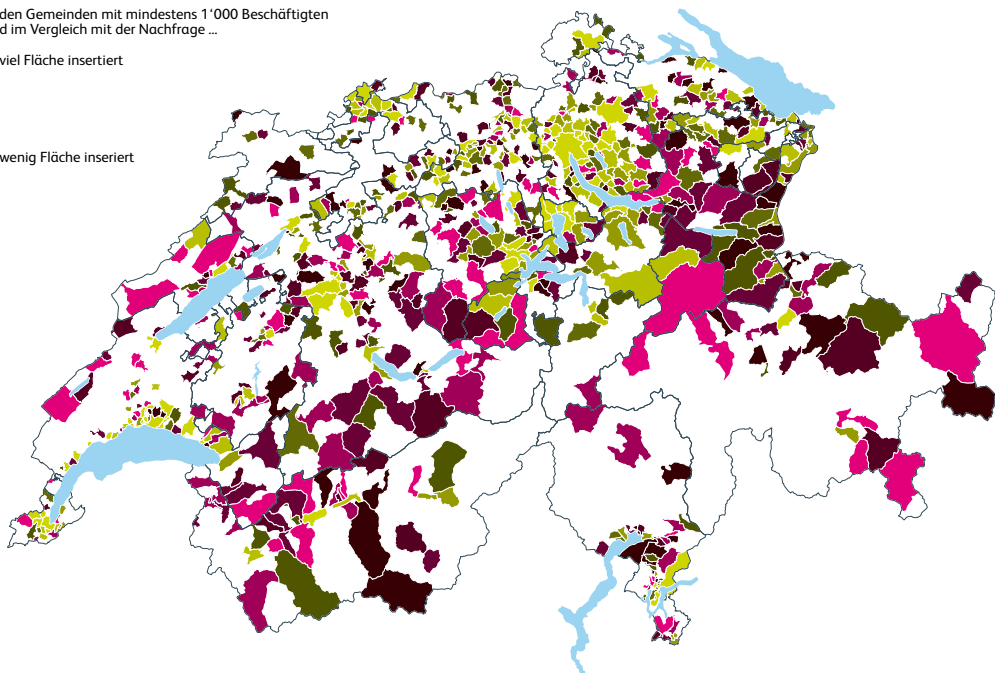 den Gemeinden mit mindestens 1‘000 Beschäftigten
d im Vergleich mit der Nachfrage ...
viel Fläche insertiert
wenig Fläche inseriert